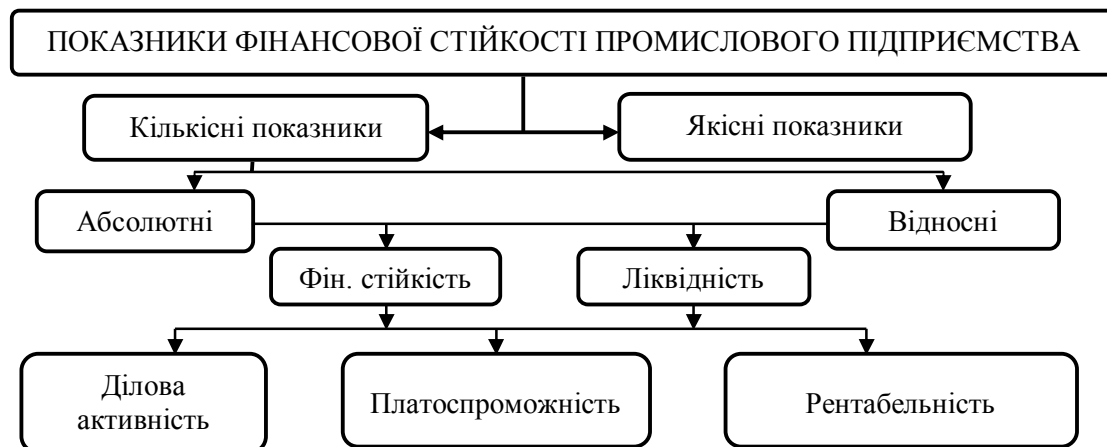 ПОКАЗНИКИ ФІНАНСОВОЇ СТІЙКОСТІ ПРОМИСЛОВОГО ПІДПРИЄМСТВА
Кількісні показники
Якісні показники
Абсолютні
Відносні
Фін. стійкість
Ліквідність
Ділова
активність
Платоспроможність
Рентабельність